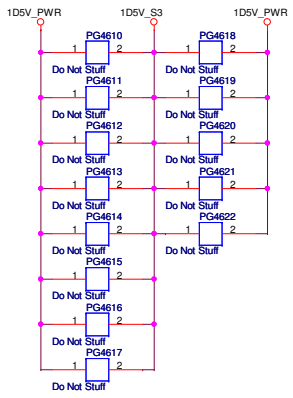 1D5V_PWR 1D5V_S3 1D5V_PWR
PG4610 PG4618
1 2 1 2
Do Not Stuff Do Not Stuff
PG4611 PG4619
1 2 1 2
Do Not Stuff Do Not Stuff
PG4612 PG4620
1 2 1 2
Do Not Stuff Do Not Stuff
PG4613 PG4621
1 2 1 2
Do Not Stuff Do Not Stuff
PG4614 PG4622
1 2 1 2
Do Not Stuff Do Not Stuff
PG4615
1 2
Do Not Stuff
PG4616
1 2
Do Not Stuff
PG4617
1 2
Do Not Stuff